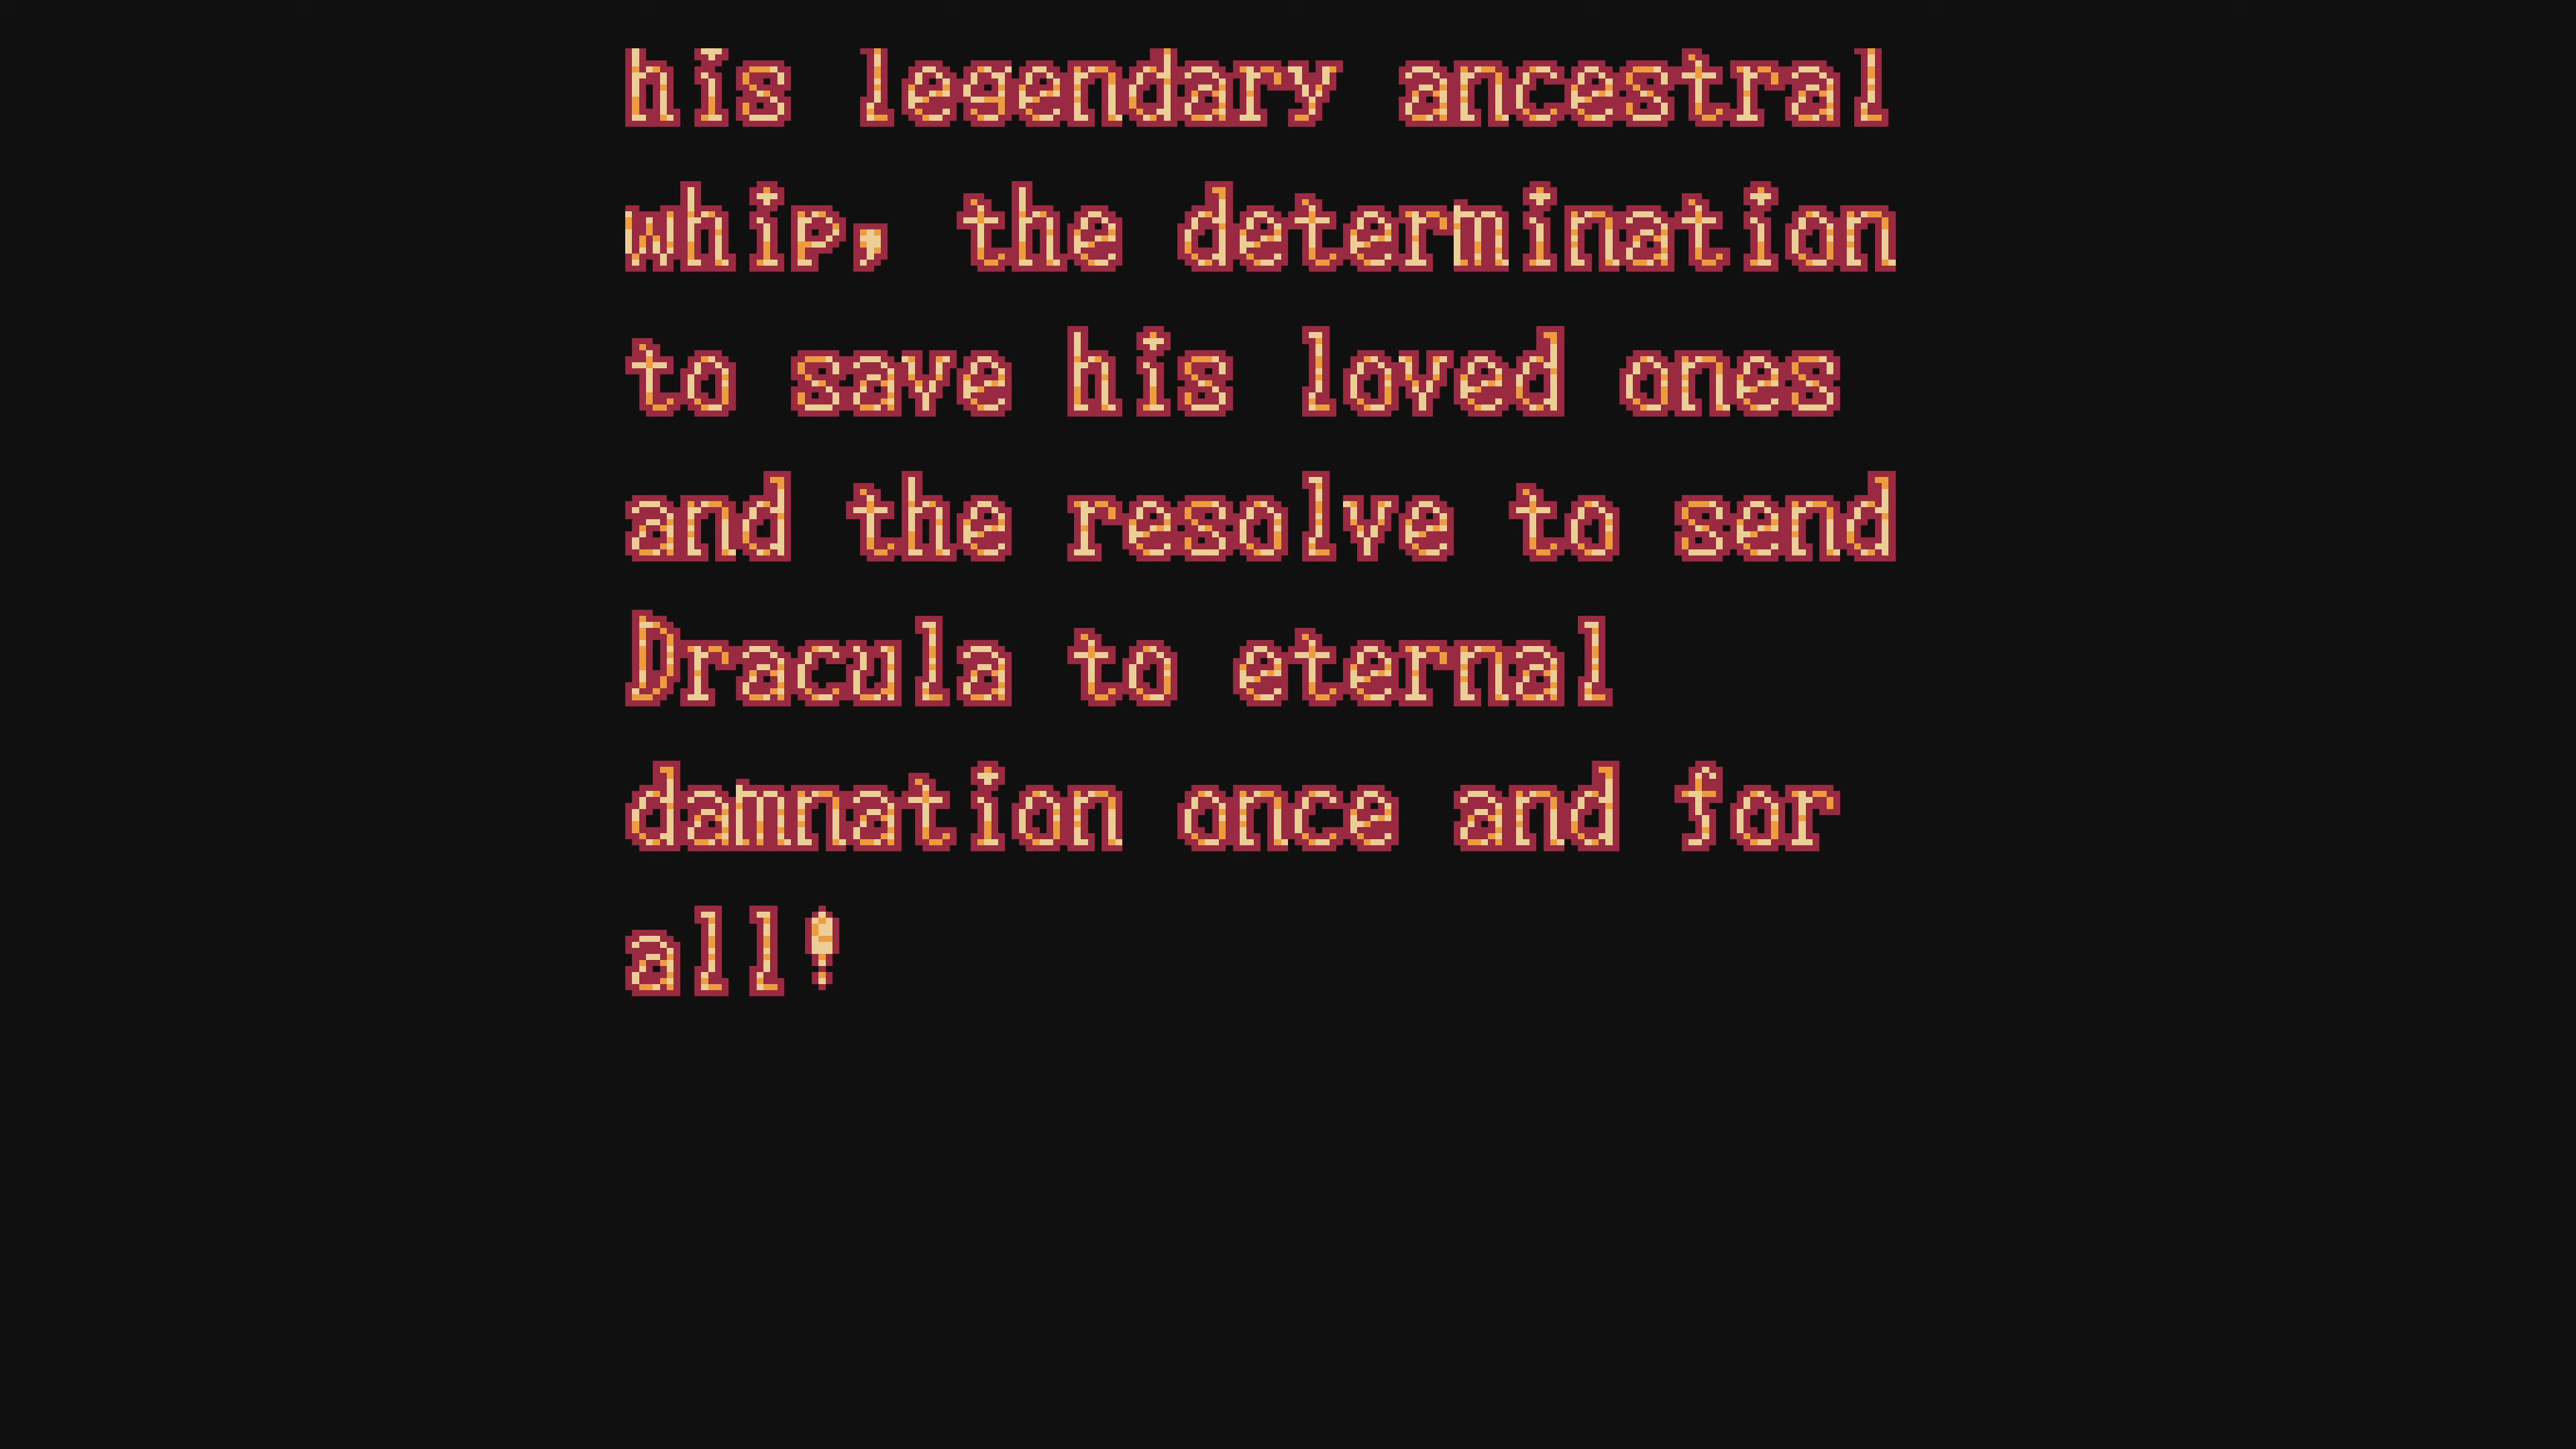 his legendary ancestral
whip, the determination
to save his loved ones
and the resolve to send
Dracula to eternal
damnation once and for
all!